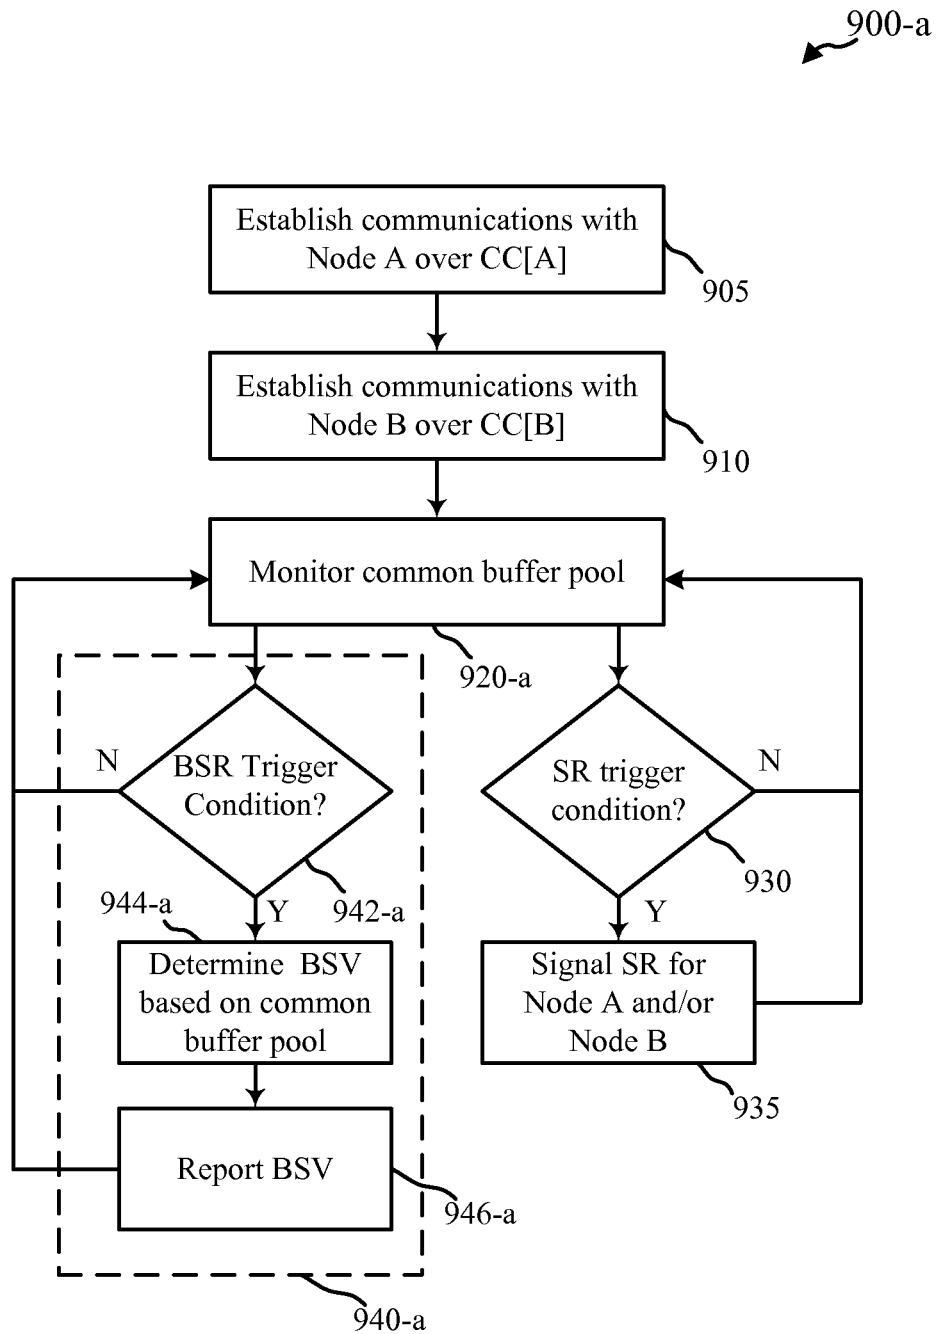 900-a
Establish communications with
Node A over CC[A]
905
Establish communications with
Node B over CC[B]
910
Monitor common buffer pool
920-a
N
BSR Trigger
Condition?
942-a
Y
SR trigger
condition?
N
930
Y
944-a
Determine BSV
based on common
buffer pool
Signal SR for
Node A and/or
Node B
935
Report BSV
946-a
940-a